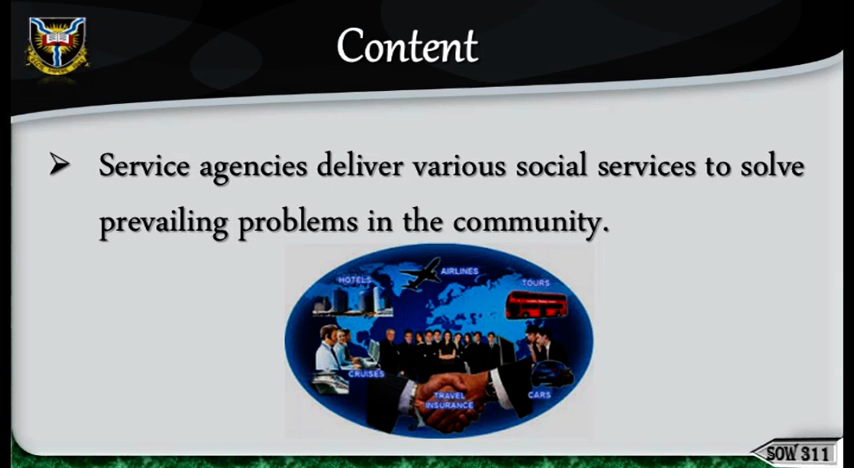 Content
➢ Service agencies deliver various social services to solve
prevailing problems in the community.
HOTELS
AIRLINES
TOURS
CRUISES
TRAVEL
INSURANCE
CARS
SOW 311